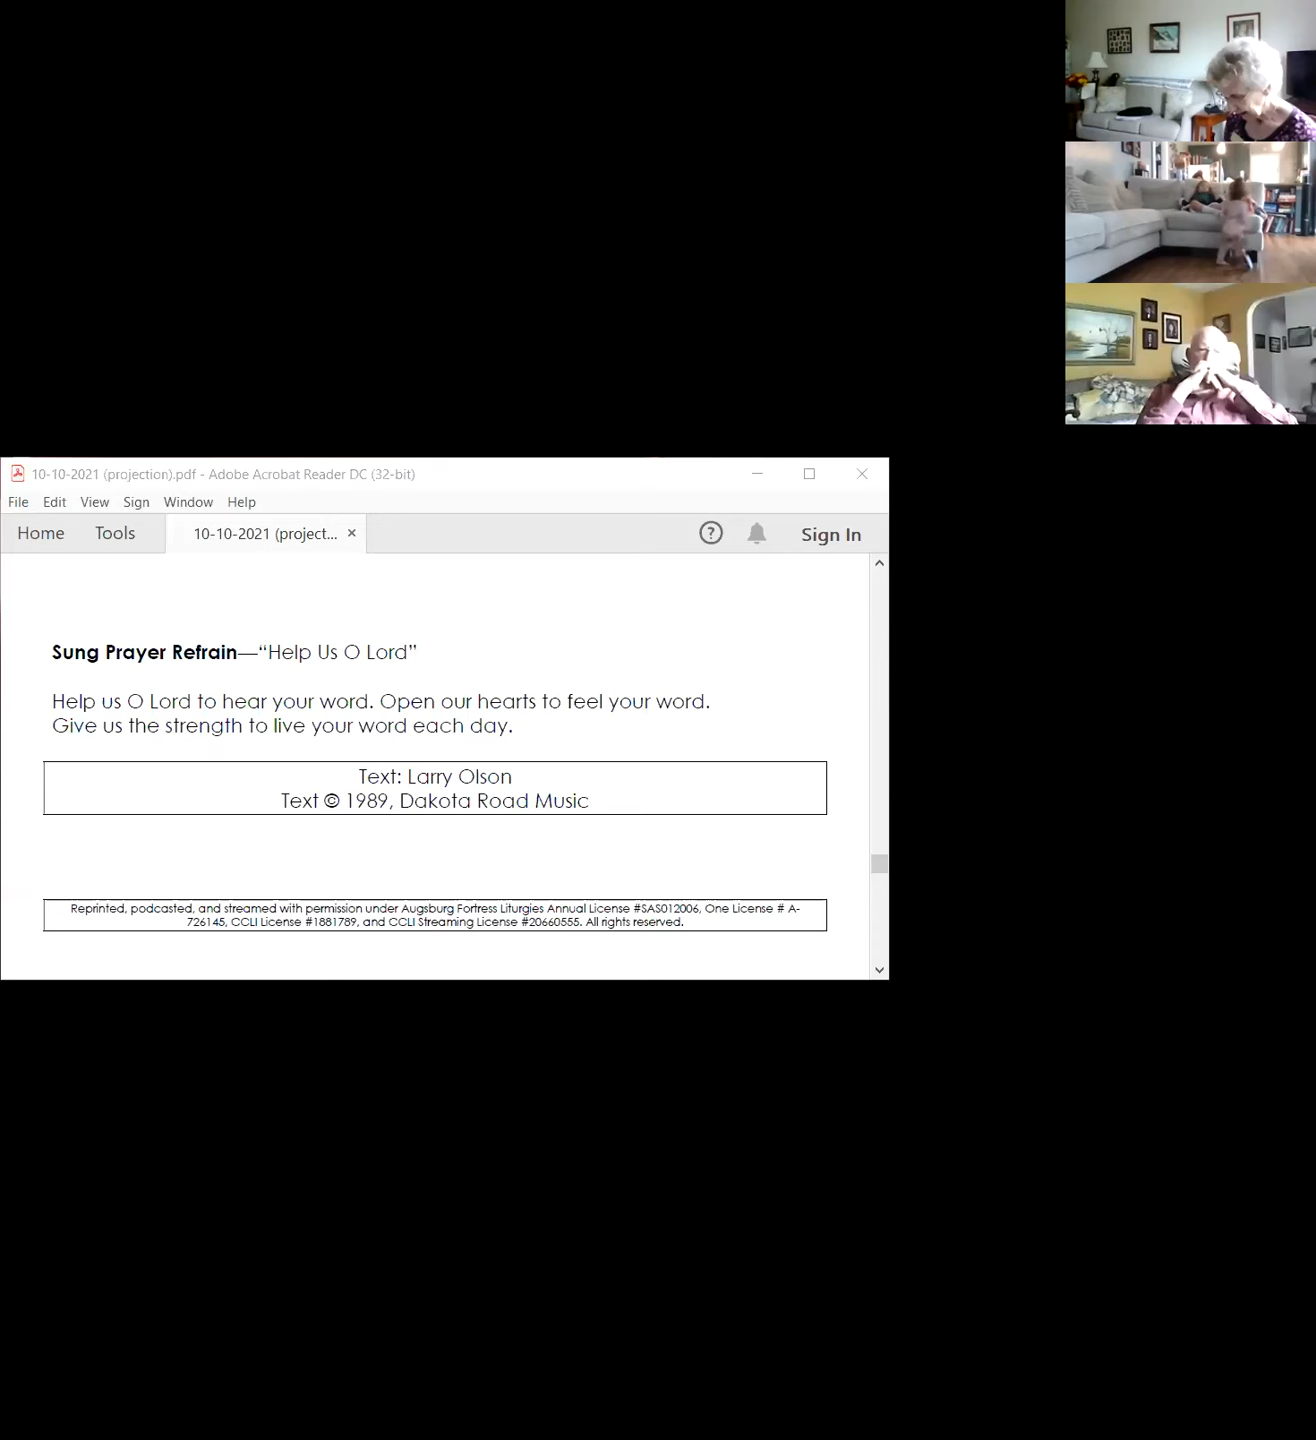 10-10-2021 (projection).pdf - Adobe Acrobat Reader DC (32-bit)
File Edit View Sign Window Help
Home Tools 10-10-2021 (project... × ? Sign In
Sung Prayer Refrain—“Help Us O Lord”
Help us O Lord to hear your word. Open our hearts to feel your word.
Give us the strength to live your word each day.
Text: Larry Olson
Text © 1989, Dakota Road Music
Reprinted, podcasted, and streamed with permission under Augsburg Fortress Liturgies Annual License #SAS012006, One License # A-
726145, CCLI License #1881789, and CCLI Streaming License #20660555. All rights reserved.